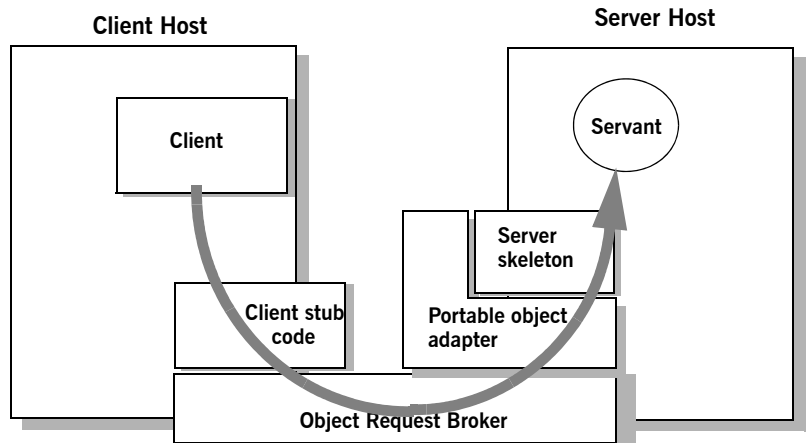 Client Host
Server Host
Client
Servant
Server
skeleton
Client stub
code
Portable object
adapter
Object Request Broker